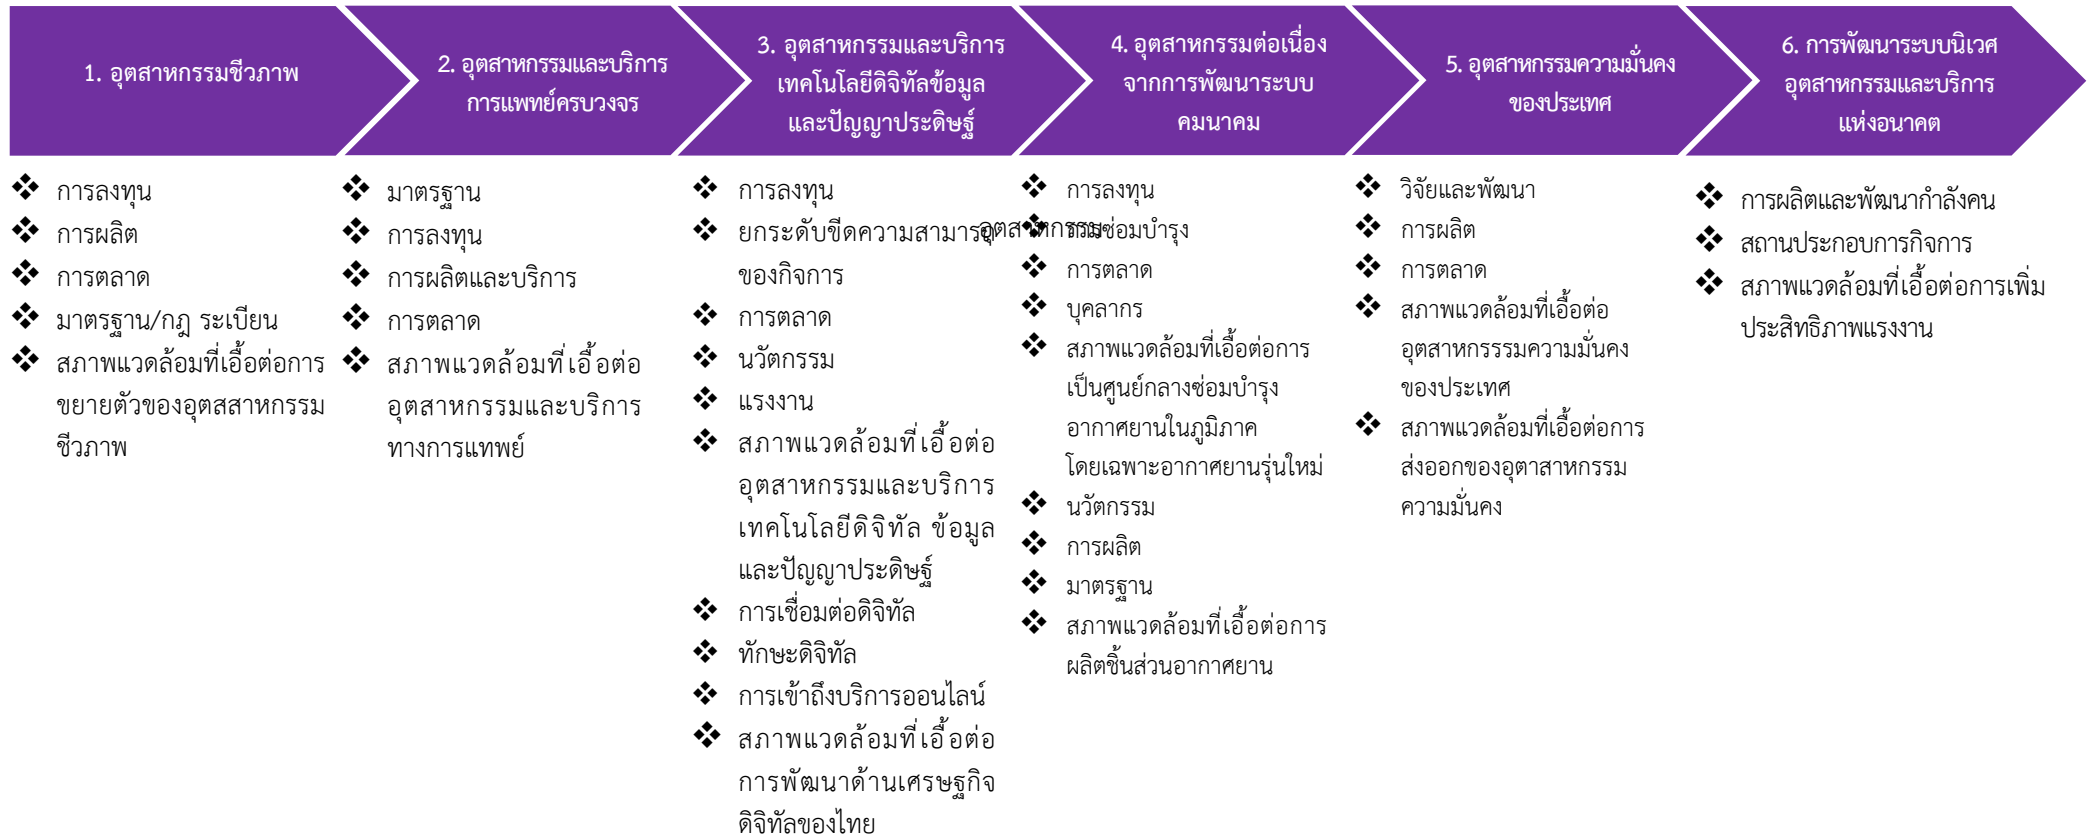 1. อุตสาหกรรมชีวภาพ
2. อุตสาหกรรมและบริการ
การแพทย์ครบวงจร
3. อุตสาหกรรมและบริการ
เทคโนโลยีดิจิทัลข้อมูล
และปัญญาประดิษฐ์
4. อุตสาหกรรมต่อเนื่อง
จากการพัฒนาระบบ
คมนาคม
5. อุตสาหกรรมความมั่นคง
ของประเทศ
6. การพัฒนาระบบนิเวศ
อุตสาหกรรมและบริการ
แห่งอนาคต
❖ การลงทุน
❖ การผลิต
❖ การตลาด
❖ มาตรฐาน/กฎ ระเบียน
❖ สภาพแวดล้อมที่เอื้อต่อการ
ขยายตัวของอุตสสาหกรรม
ชีวภาพ
❖ มาตรฐาน
❖ การลงทุน
❖ การผลิตและบริการ
❖ การตลาด
❖ สภาพแวดล้อมที่เอื้อต่อ
อุตสาหกรรมและบริการ
ทางการแทพย์
❖ การลงทุน
❖ ยกระดับขีดความสามารถ
อุตสาหกรรม
ของกิจการ
❖ การตลาด
❖ นวัตกรรม
❖ แรงงาน
❖ สภาพแวดล้อมที่เอื้อต่อ
อุตสาหกรรมและบริการ
เทคโนโลยีดิจิทัล ข้อมูล
และปัญญาประดิษฐ์
❖ การเชื่อมต่อดิจิทัล
❖ ทักษะดิจิทัล
❖ การเข้าถึงบริการออนไลน์
❖ สภาพแวดล้อมที่เอื้อต่อ
การพัฒนาด้านเศรษฐกิจ
ดิจิทัลของไทย
❖ การลงทุน
❖ การซ่อมบำรุง
❖ การตลาด
❖ บุคลากร
❖ สภาพแวดล้อมที่เอื้อต่อการ
เป็นศูนย์กลางซ่อมบำรุง
อากาศยานในภูมิภาค
โดยเฉพาะอากาศยานรุ่นใหม่
❖ นวัตกรรม
❖ การผลิต
❖ มาตรฐาน
❖ สภาพแวดล้อมที่เอื้อต่อการ
ผลิตชิ้นส่วนอากาศยาน
❖ วิจัยและพัฒนา
❖ การผลิต
❖ การตลาด
❖ สภาพแวดล้อมที่เอื้อต่อ
อุตสาหกรรรมความมั่นคง
ของประเทศ
❖ สภาพแวดล้อมที่เอื้อต่อการ
ส่งออกของอุตาสาหกรรม
ความมั่นคง
❖ การผลิตและพัฒนากำลังคน
❖ สถานประกอบการกิจการ
❖ สภาพแวดล้อมที่เอื้อต่อการเพิ่ม
ประสิทธิภาพแรงงาน